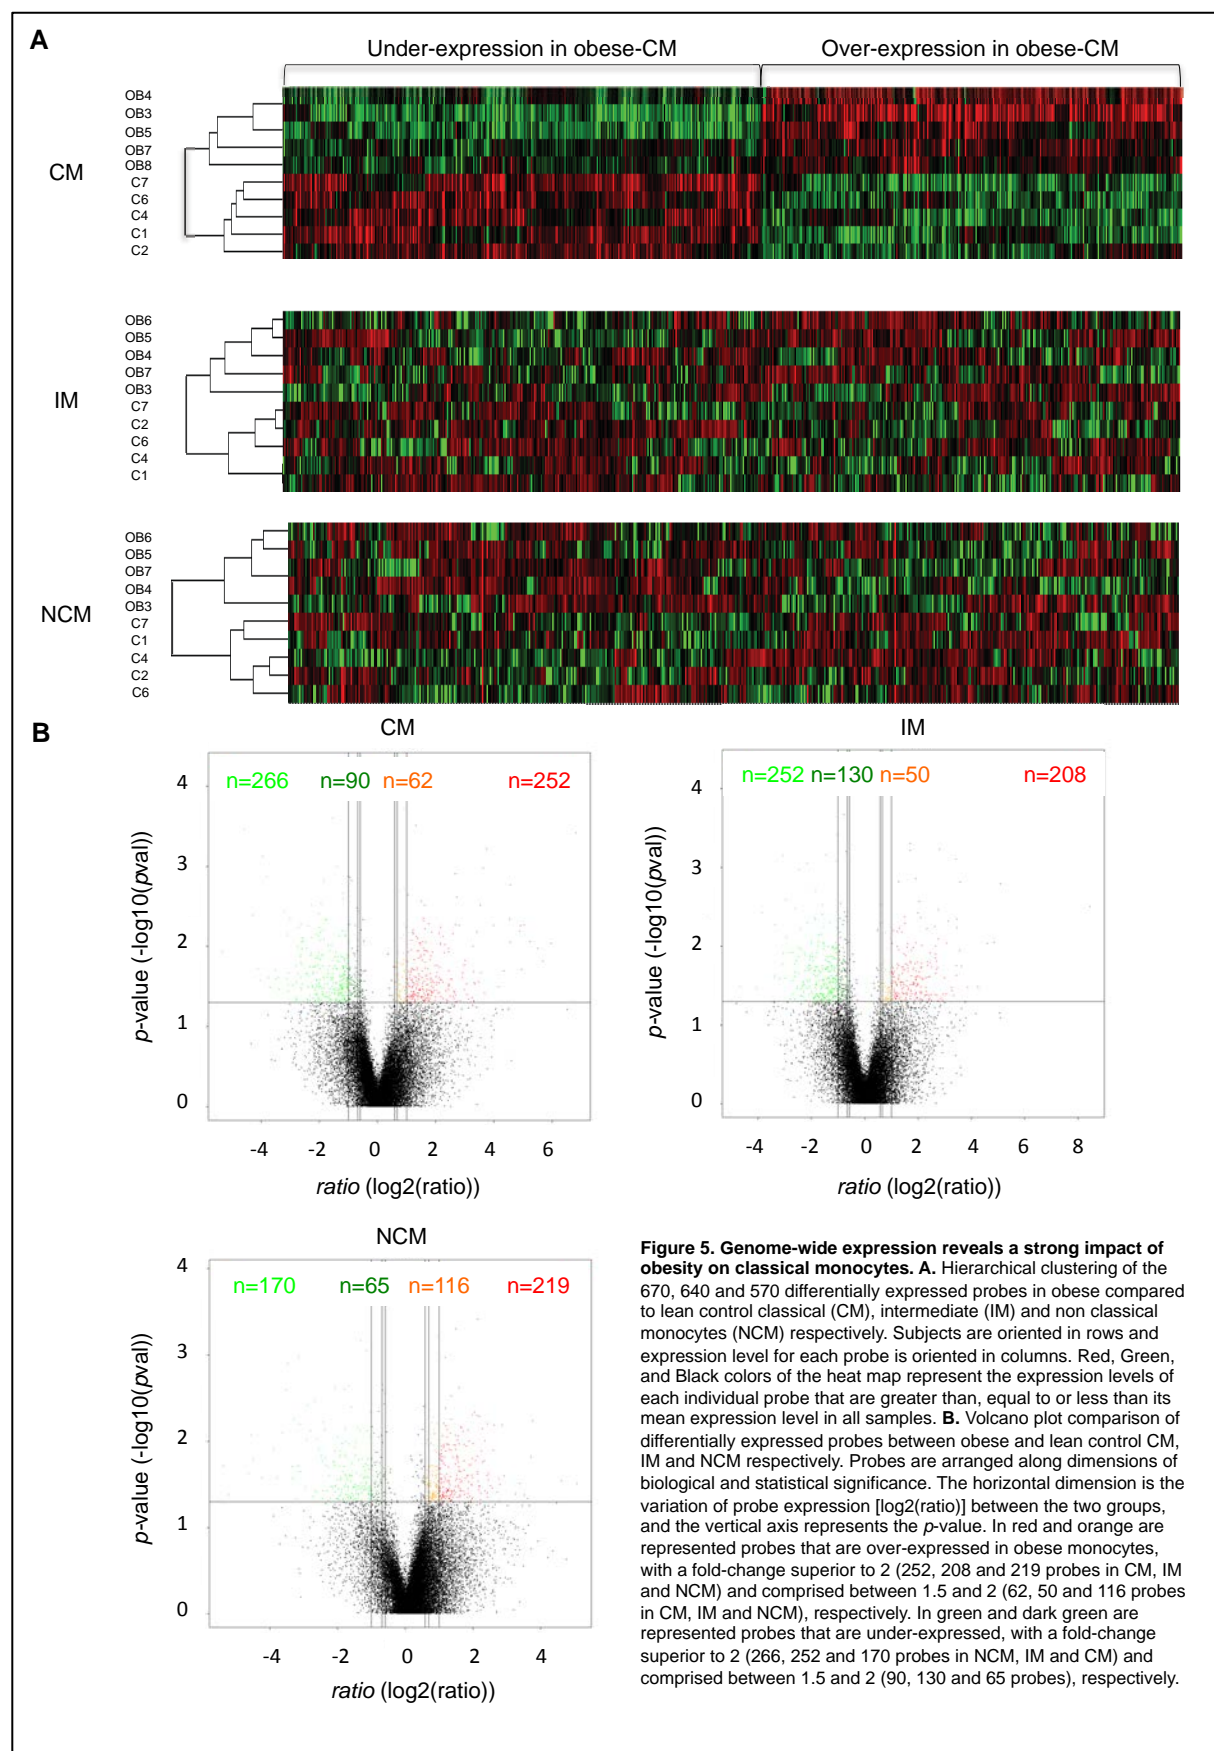 A
Under-expression in obese-CM
Over-expression in obese-CM
CM
OB4
OB3
OB5
OB7
OB8
C7
C6
C4
C1
C2
IM
OB6
OB5
OB4
OB7
OB3
C7
C2
C6
C4
C1
NCM
OB6
OB5
OB7
OB4
OB3
C7
C1
C4
C2
C6
B
CM
n=266 n=90 n=62 n=252
p-value (-log10(pval))
4
3
2
1
0
-4 -2 0 2 4 6
ratio (log2(ratio))
IM
n=252 n=130 n=50 n=208
p-value (-log10(pval))
4
3
2
1
0
-4 -2 0 2 4 6 8
ratio (log2(ratio))
NCM
n=170 n=65 n=116 n=219
p-value (-log10(pval))
4
3
2
1
0
-4 -2 0 2 4
ratio (log2(ratio))
Figure 5. Genome-wide expression reveals a strong impact of
obesity on classical monocytes. A. Hierarchical clustering of the
670, 640 and 570 differentially expressed probes in obese compared
to lean control classical (CM), intermediate (IM) and non classical
monocytes (NCM) respectively. Subjects are oriented in rows and
expression level for each probe is oriented in columns. Red, Green,
and Black colors of the heat map represent the expression levels of
each individual probe that are greater than, equal to or less than its
mean expression level in all samples. B. Volcano plot comparison of
differentially expressed probes between obese and lean control CM,
IM and NCM respectively. Probes are arranged along dimensions of
biological and statistical significance. The horizontal dimension is the
variation of probe expression [log2(ratio)] between the two groups,
and the vertical axis represents the p-value. In red and orange are
represented probes that are over-expressed in obese monocytes,
with a fold-change superior to 2 (252, 208 and 219 probes in CM, IM
and NCM) and comprised between 1.5 and 2 (62, 50 and 116 probes
in CM, IM and NCM), respectively. In green and dark green are
represented probes that are under-expressed, with a fold-change
superior to 2 (266, 252 and 170 probes in NCM, IM and CM) and
comprised between 1.5 and 2 (90, 130 and 65 probes), respectively.